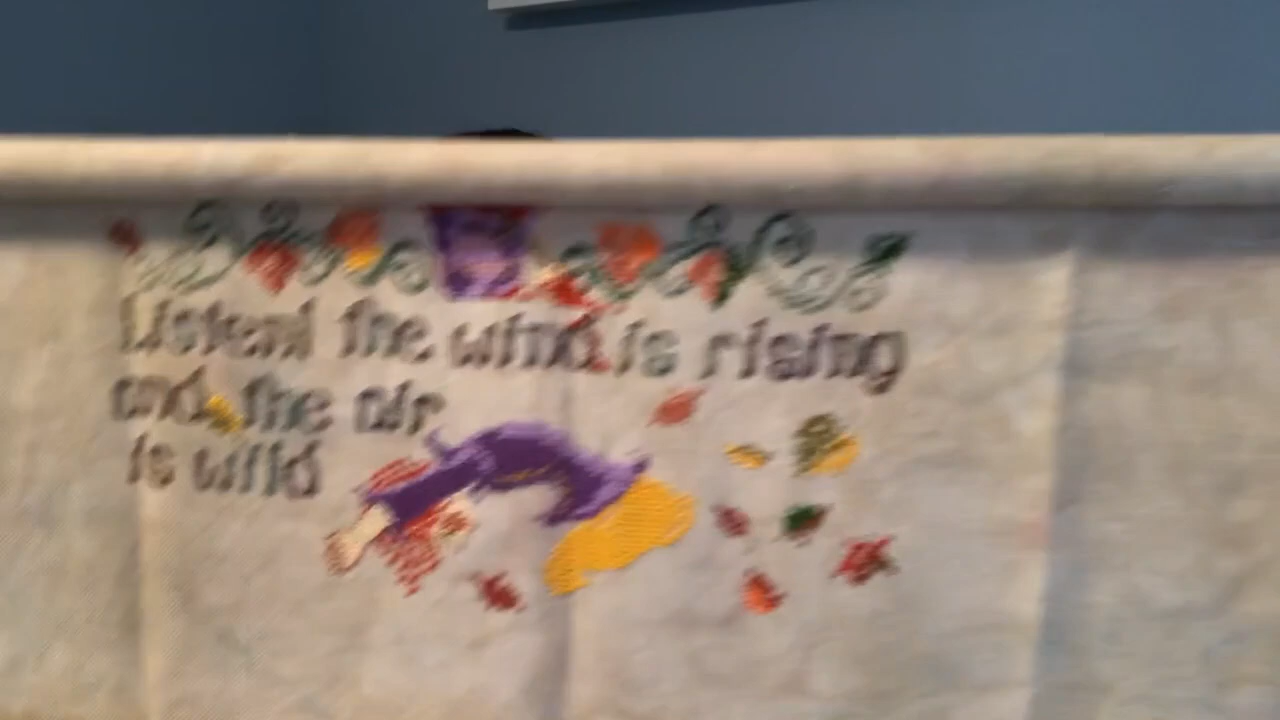 Listen! the wind is rising
and the air
is wild